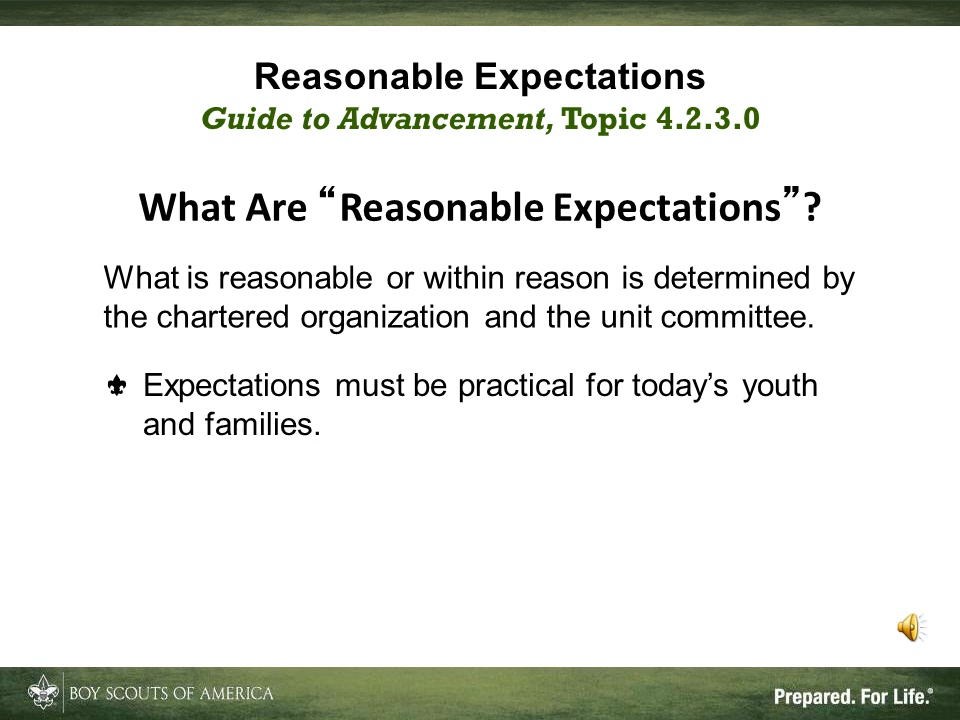 Reasonable Expectations
Guide to Advancement, Topic 4.2.3.0
What Are “Reasonable Expectations”?
What is reasonable or within reason is determined by
the chartered organization and the unit committee.
Expectations must be practical for today’s youth
and families.
BOY SCOUTS OF AMERICA
Prepared. For Life.®